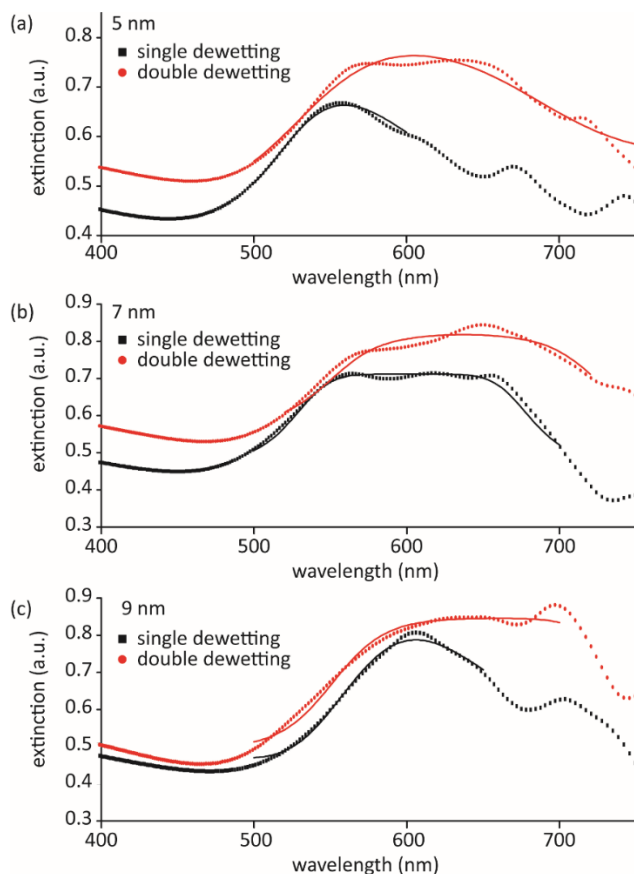 (a)
5 nm
■ single dewetting
● double dewetting
extinction (a.u.)
0.8
0.7
0.6
0.5
0.4
400 500 600 700
wavelength (nm)
(b)
7 nm
■ single dewetting
● double dewetting
extinction (a.u.)
0.9
0.8
0.7
0.6
0.5
0.4
0.3
400 500 600 700
wavelength (nm)
(c)
9 nm
■ single dewetting
● double dewetting
extinction (a.u.)
0.9
0.8
0.7
0.6
0.5
0.4
0.3
400 500 600 700
wavelength (nm)